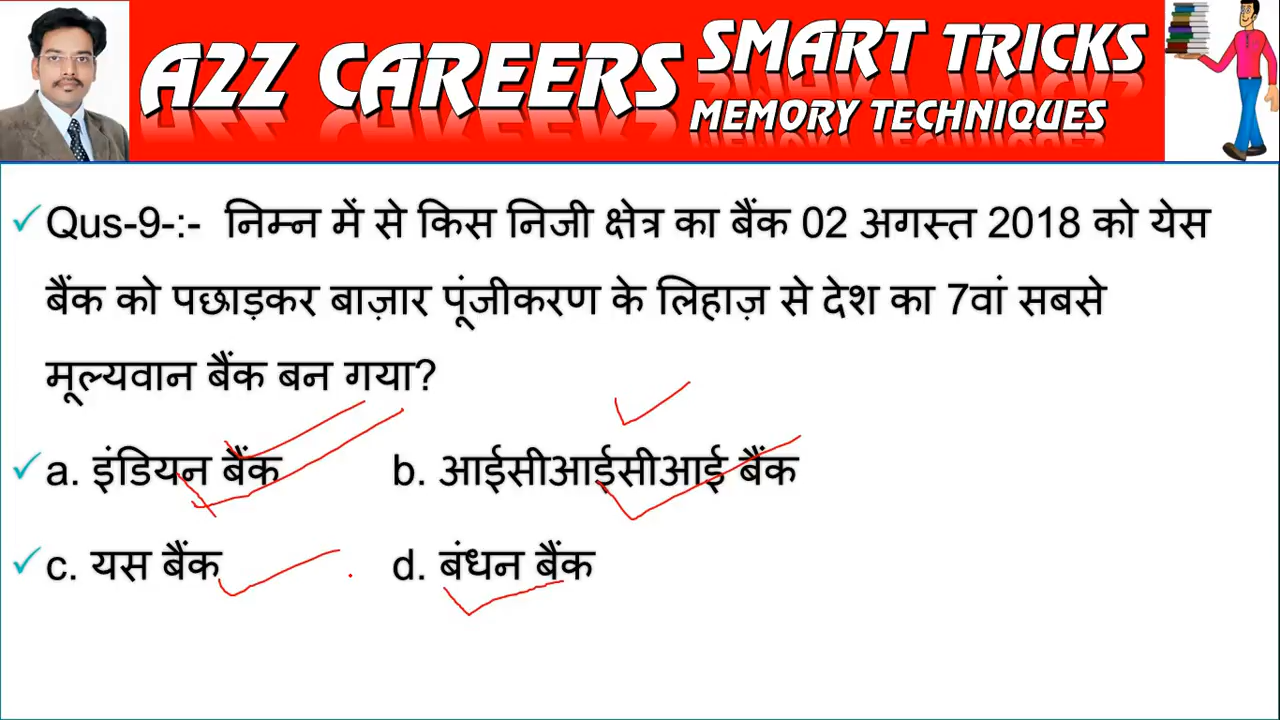 A2Z CAREERS
SMART TRICKS
MEMORY TECHNIQUES
Qus-9-:- निम्न में से किस निजी क्षेत्र का बैंक 02 अगस्त 2018 को येस
बैंक को पछाड़कर बाज़ार पूंजीकरण के लिहाज़ से देश का 7वां सबसे
मूल्यवान बैंक बन गया?
a. इंडियन बैंक b. आईसीआईसीआई बैंक
c. यस बैंक d. बंधन बैंक